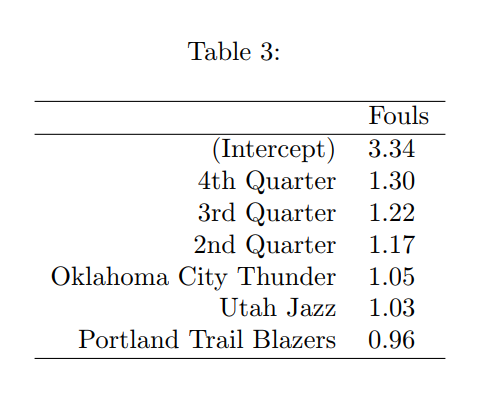 Table 3:
Fouls
(Intercept) 3.34
4th Quarter 1.30
3rd Quarter 1.22
2nd Quarter 1.17
Oklahoma City Thunder 1.05
Utah Jazz 1.03
Portland Trail Blazers 0.96